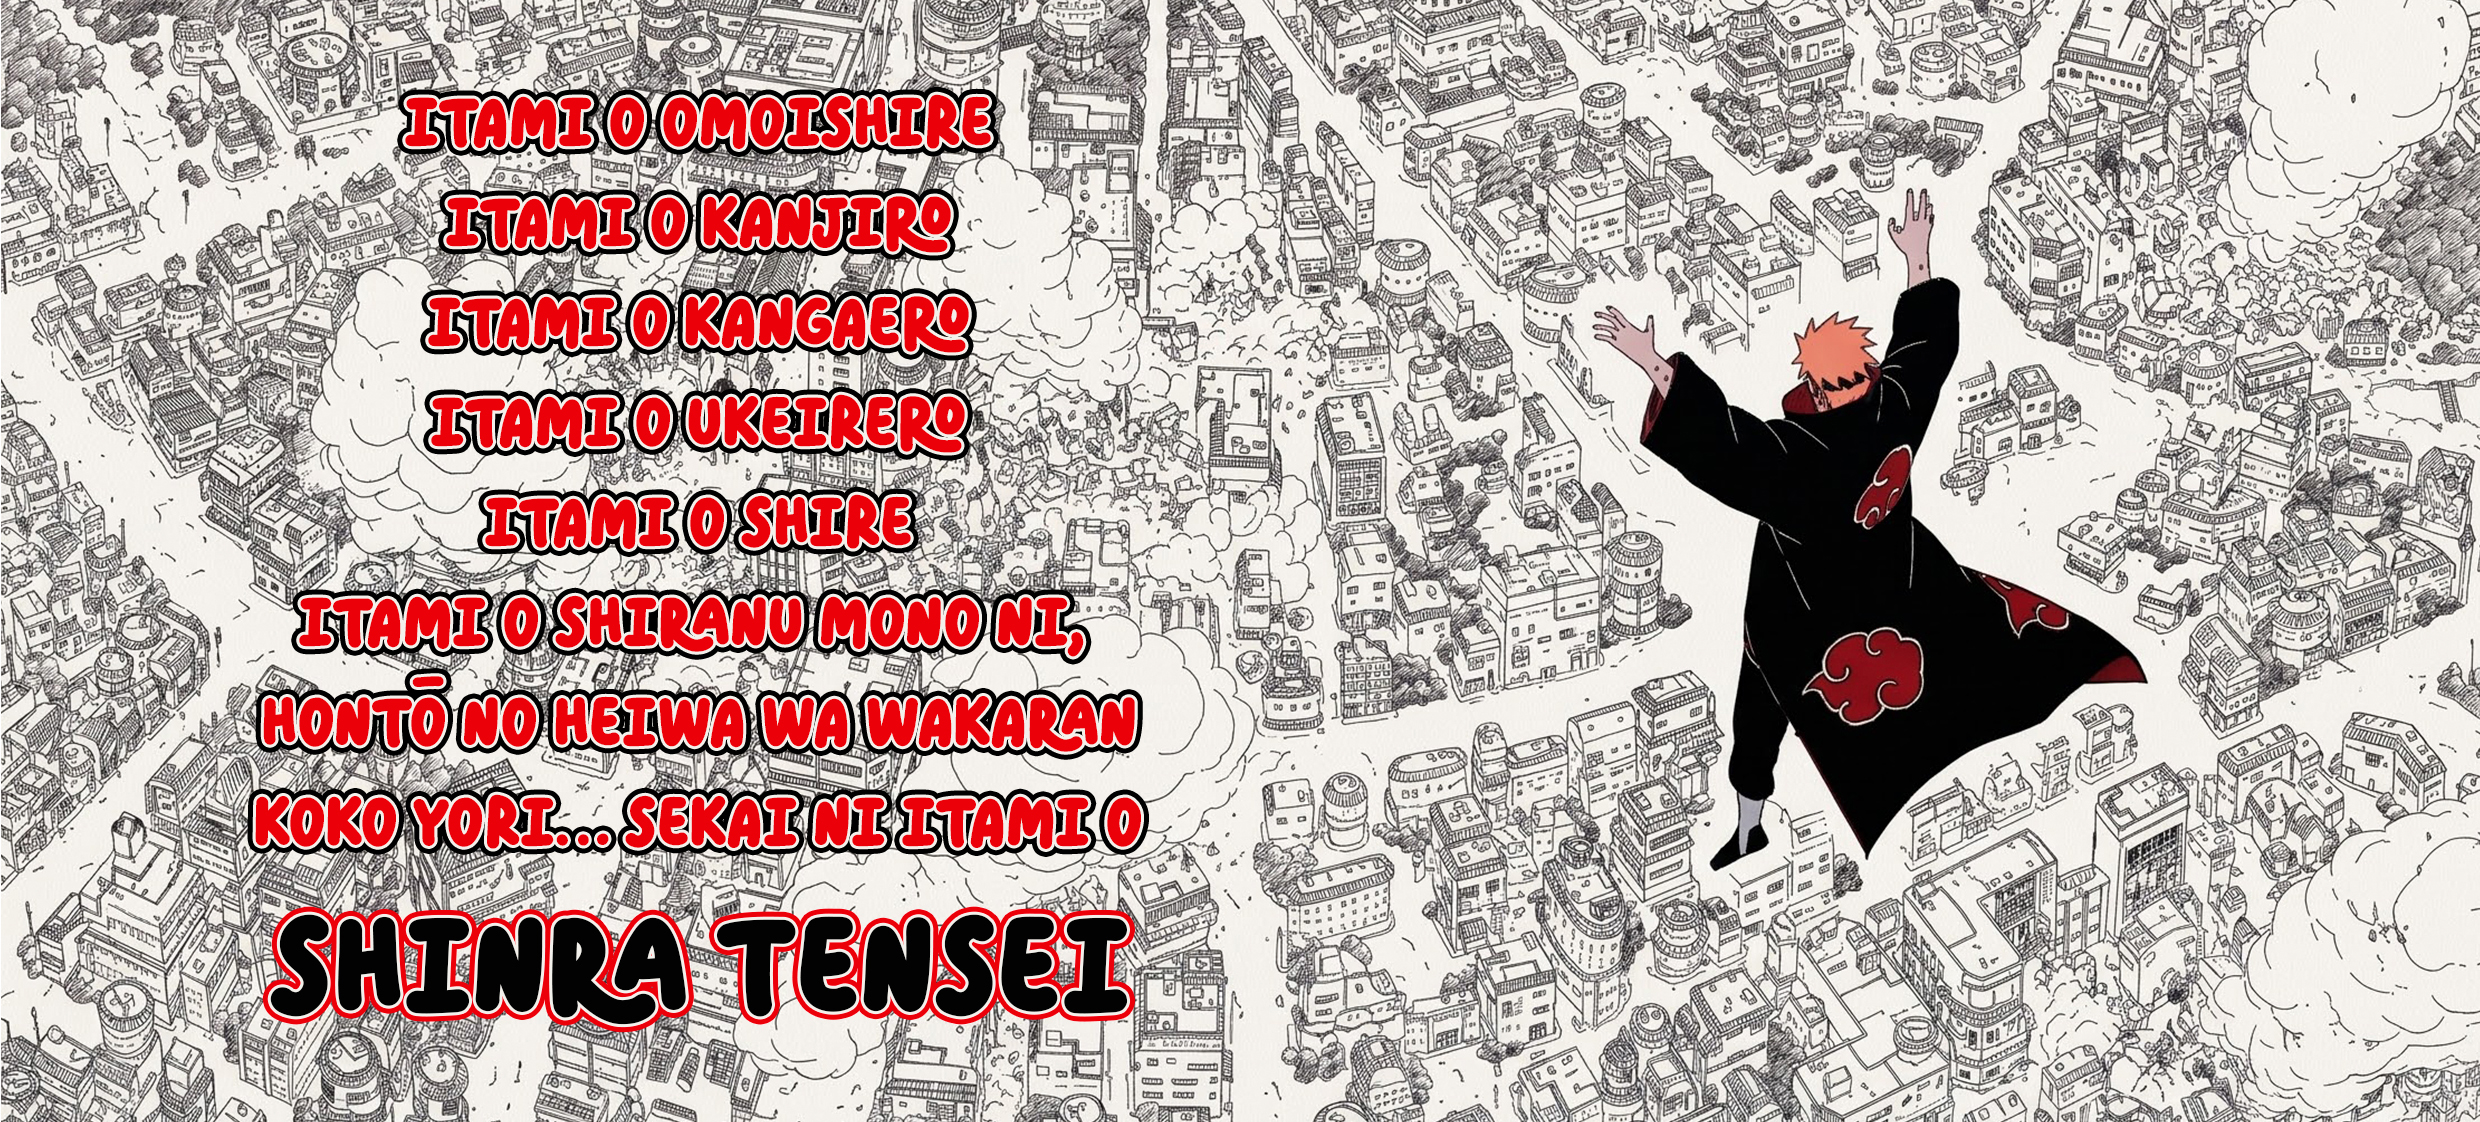 ITAMI O OMOISHIRE
ITAMI O KANJIRO
ITAMI O KANGAERO
ITAMI O UKEIRERO
ITAMI O SHIRE
ITAMI O SHIRANU MONO NI,
HONTŌ NO HEIWA WA WAKARAN
KOKO YORI... SEKAI NI ITAMI O
SHINRA TENSEI